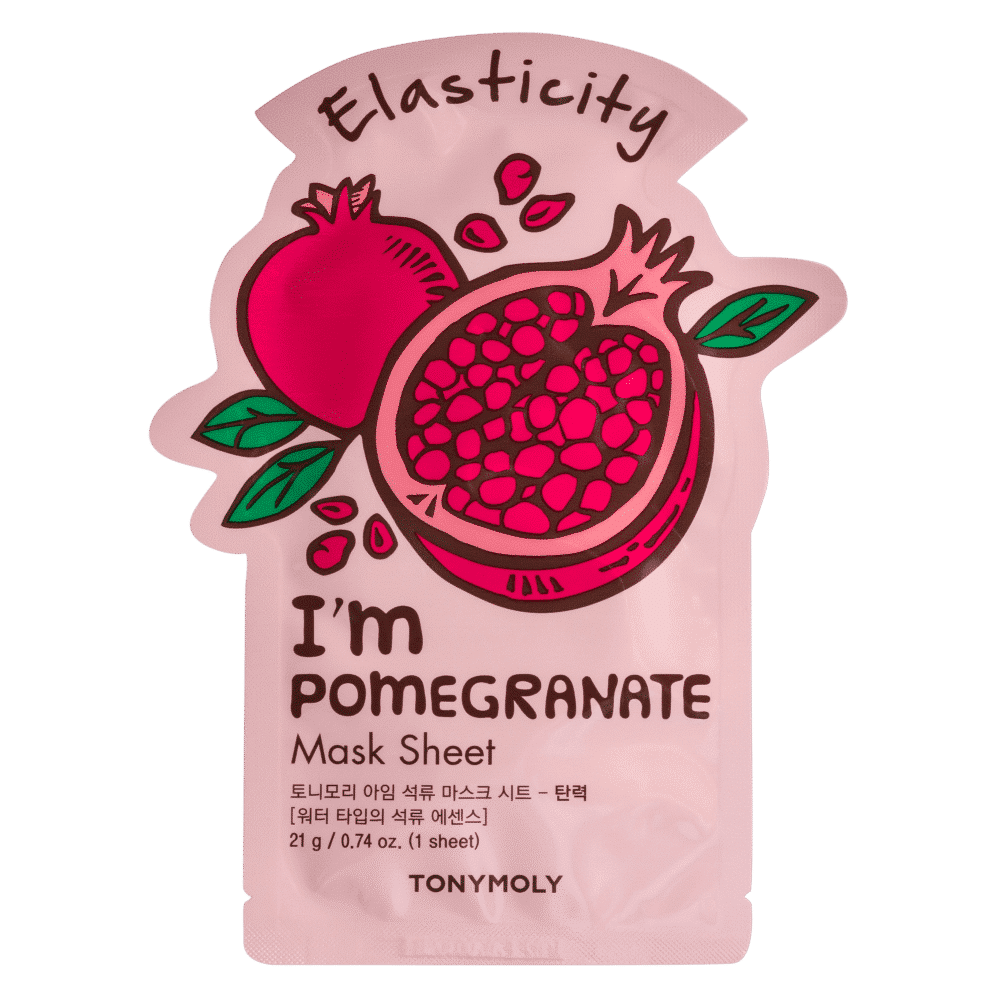 Elasticity
I'm
POMEGRANATE
Mask Sheet
토니모리 아임 석류 마스크 시트 – 탄력
[워터 타입의 석류 에센스]
21 g / 0.74 oz. (1 sheet)
TONYMOLY